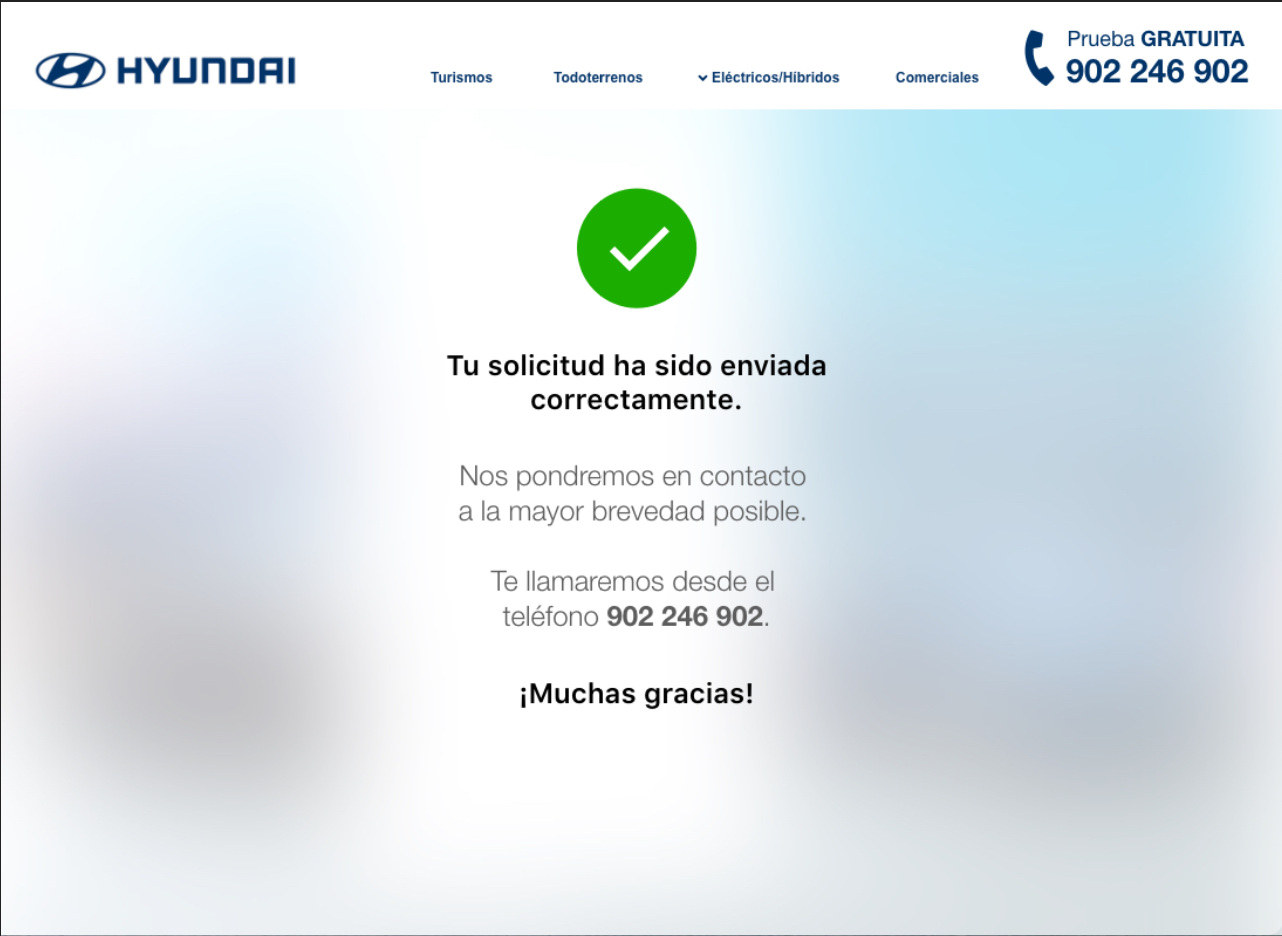 HYUNDAI
Turismos
Todoterrenos
Eléctricos/Híbridos
Comerciales
Prueba GRATUITA
902 246 902
Tu solicitud ha sido enviada
correctamente.
Nos pondremos en contacto
a la mayor brevedad posible.
Te llamaremos desde el
teléfono 902 246 902.
¡Muchas gracias!